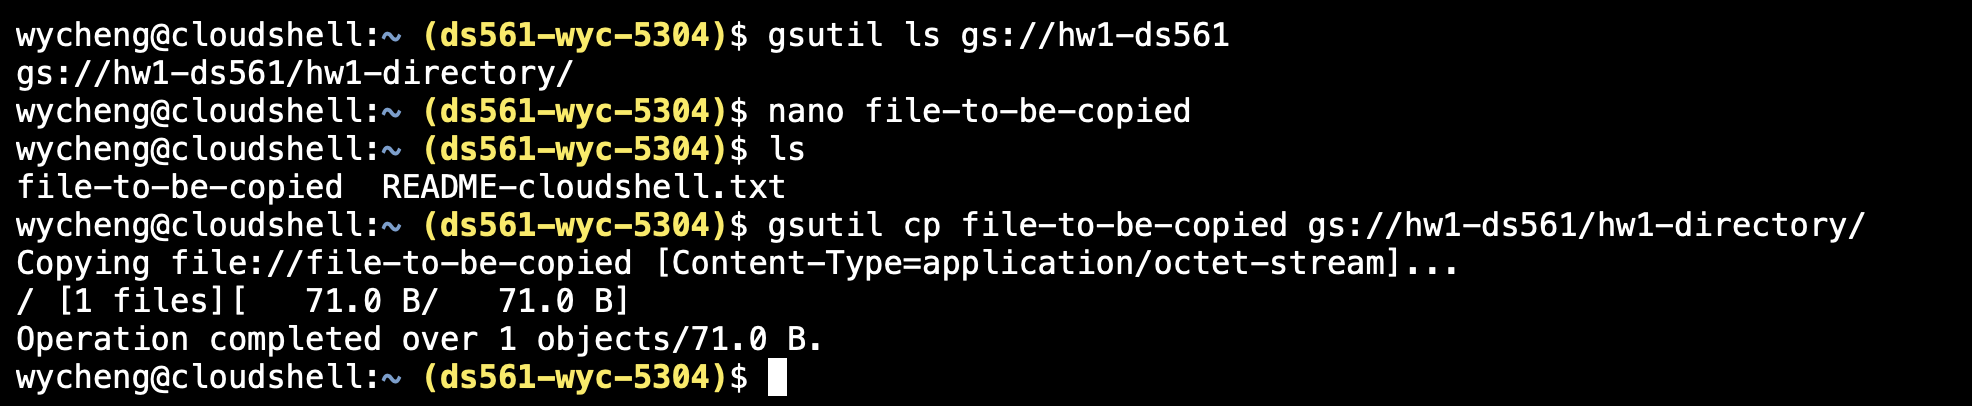 wycheng@cloudshell:~ (ds561-wyc-5304)$ gsutil ls gs://hw1-ds561
gs://hw1-ds561/hw1-directory/
wycheng@cloudshell:~ (ds561-wyc-5304)$ nano file-to-be-copied
wycheng@cloudshell:~ (ds561-wyc-5304)$ ls
file-to-be-copied  README-cloudshell.txt
wycheng@cloudshell:~ (ds561-wyc-5304)$ gsutil cp file-to-be-copied gs://hw1-ds561/hw1-directory/
Copying file://file-to-be-copied [Content-Type=application/octet-stream]...
/ [1 files][   71.0 B/   71.0 B]
Operation completed over 1 objects/71.0 B.
wycheng@cloudshell:~ (ds561-wyc-5304)$